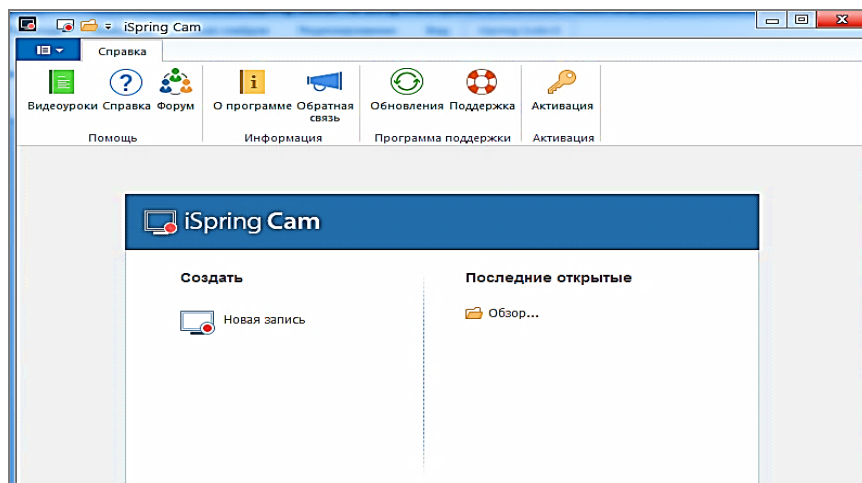 iSpring Cam
Справка
Видеоуроки Справка Форум О программе Обратная связь Обновления Поддержка Активация
Помощь Информация Программа поддержки Активация
iSpring Cam
Создать
Новая запись
Последние открытые
Обзор...